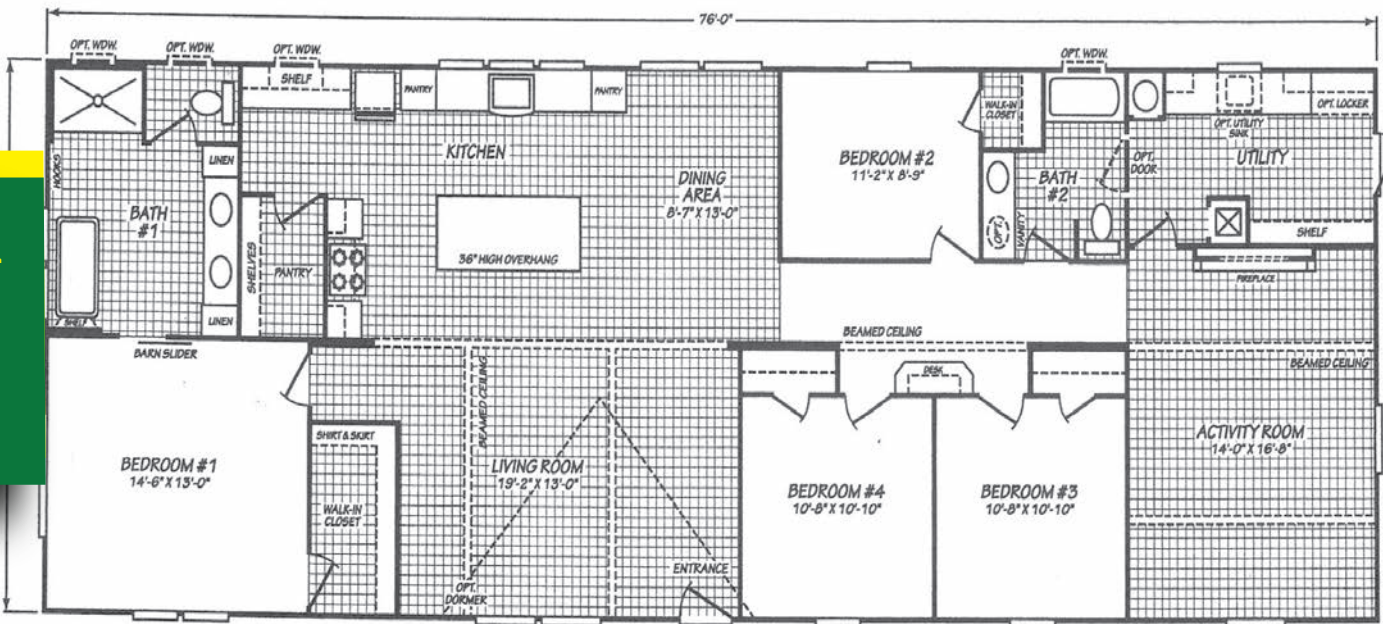 76'-0"
OPT. WDW.
OPT. WDW.
OPT. WDW.
OPT. WDW.
SHELF
PANTRY
PANTRY
WALK-IN
CLOSET
OPT. LOCKER
OPT. UTILITY
SINK
HOOKS
LINEN
KITCHEN
DINING
AREA
8'-7" X 13'-0"
BEDROOM #2
11'-2" X 8'-9"
BATH
#2
OPT.
DOOR
UTILITY
BATH
#1
SHELVES
PANTRY
36" HIGH OVERHANG
OPT.
VANITY
SHELF
FIREPLACE
SHELF
LINEN
BARN SLIDER
BEAMED CEILING
BEAMED CEILING
BEAMED CEILING
DESK
SHIRT & SKIRT
BEDROOM #1
14'-6" X 13'-0"
LIVING ROOM
19'-2" X 13'-0"
ACTIVITY ROOM
14'-0" X 16'-8"
BEDROOM #4
10'-8" X 10'-10"
BEDROOM #3
10'-8" X 10'-10"
WALK-IN
CLOSET
ENTRANCE
OPT.
DORMER